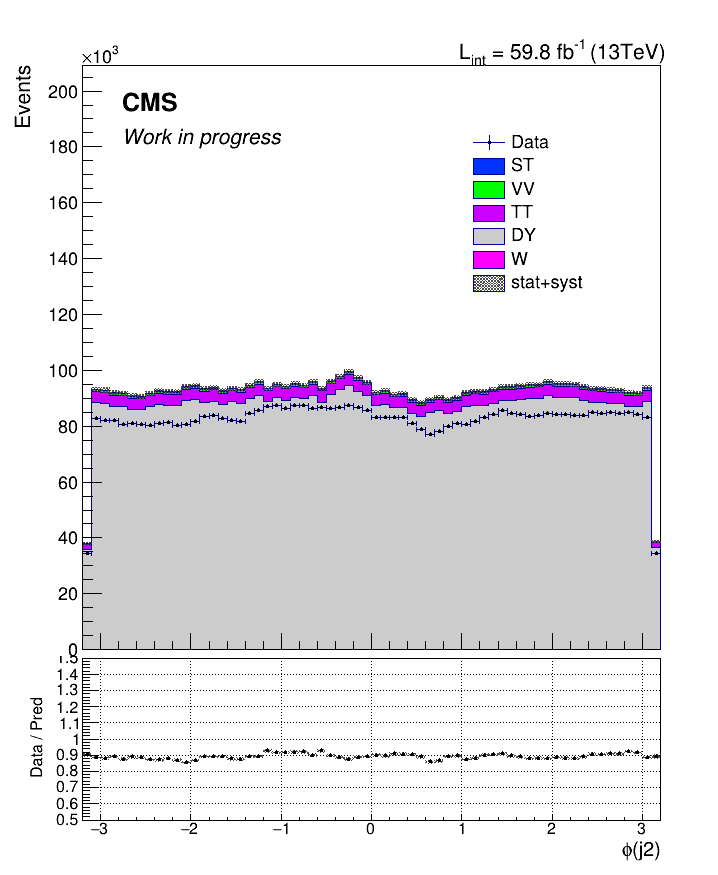 ×10³
L_int = 59.8 fb⁻¹ (13TeV)
Events
CMS
Work in progress
Data
ST
VV
TT
DY
W
stat+syst
200
180
160
140
120
100
80
60
40
20
0
Data / Pred
1.5
1.4
1.3
1.2
1.1
1
0.9
0.8
0.7
0.6
0.5
−3 −2 −1 0 1 2 3
ϕ(j2)